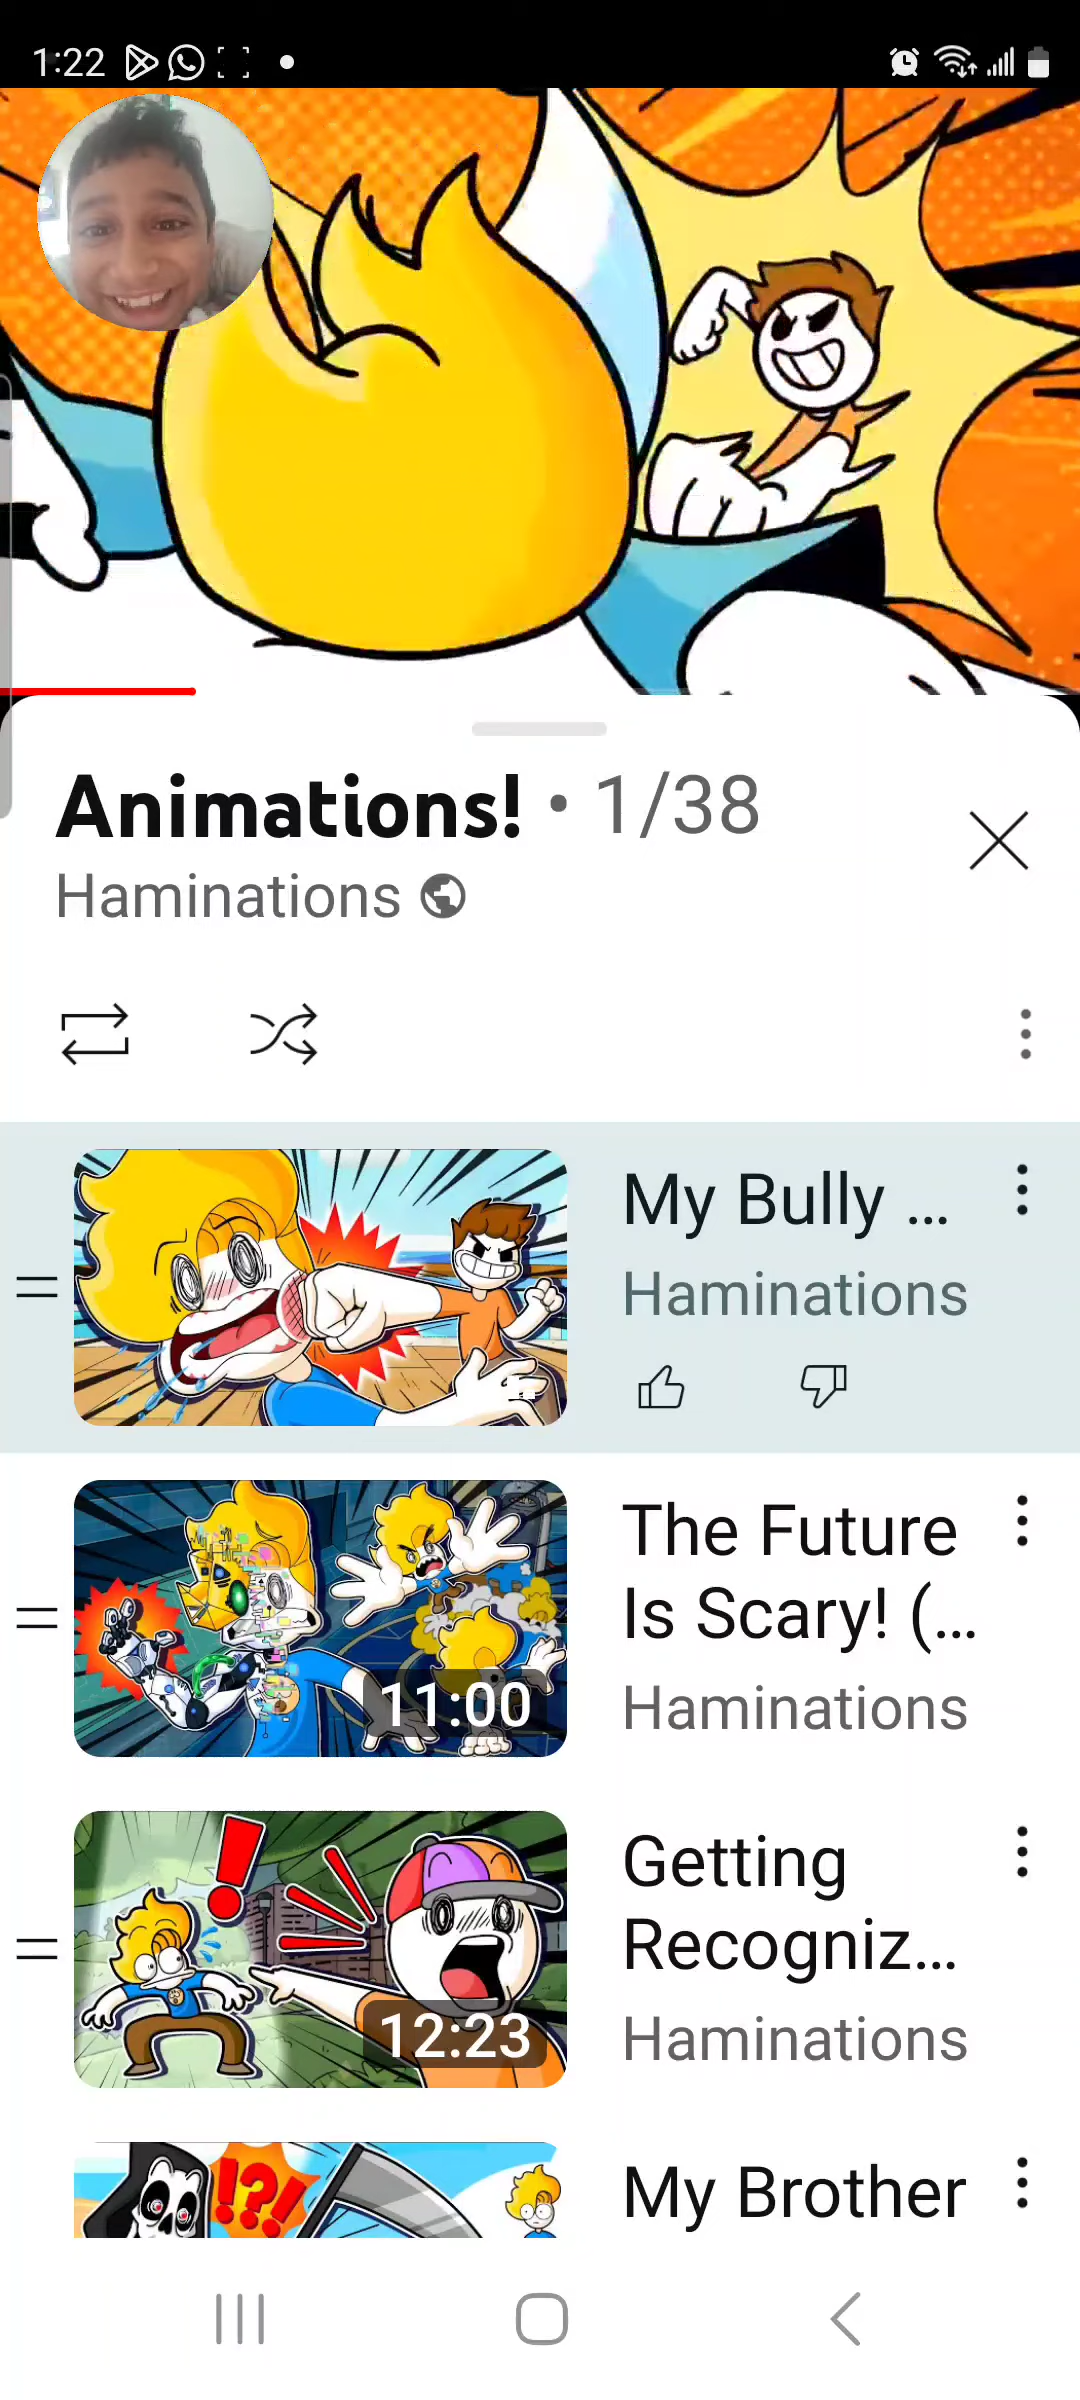 1:22
Animations! • 1/38
Haminations
My Bully ...
Haminations
The Future
Is Scary! (...
11:00
Haminations
Getting
Recogniz...
12:23
Haminations
!?!
My Brother